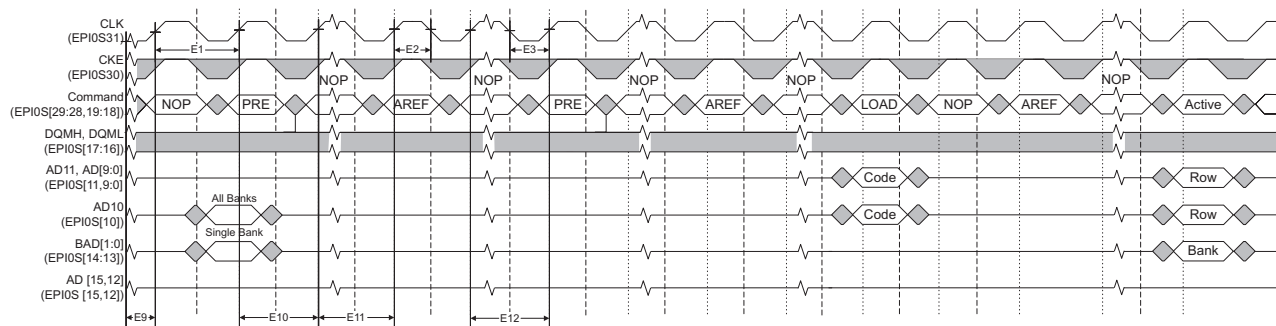 CLK
(EPI0S31)
E1
E2
E3
CKE
(EPI0S30)
NOP
NOP
NOP
NOP
NOP
Command
(EPI0S[29:28,19:18])
NOP
PRE
AREF
PRE
AREF
LOAD
NOP
AREF
Active
DQMH, DQML
(EPI0S[17:16])
AD11, AD[9:0]
(EPI0S[11,9:0]
Code
Row
All Banks
AD10
(EPI0S[10])
Code
Row
Single Bank
BAD[1:0]
(EPI0S[14:13])
Bank
AD [15,12]
(EPI0S [15,12])
E9
E10
E11
E12